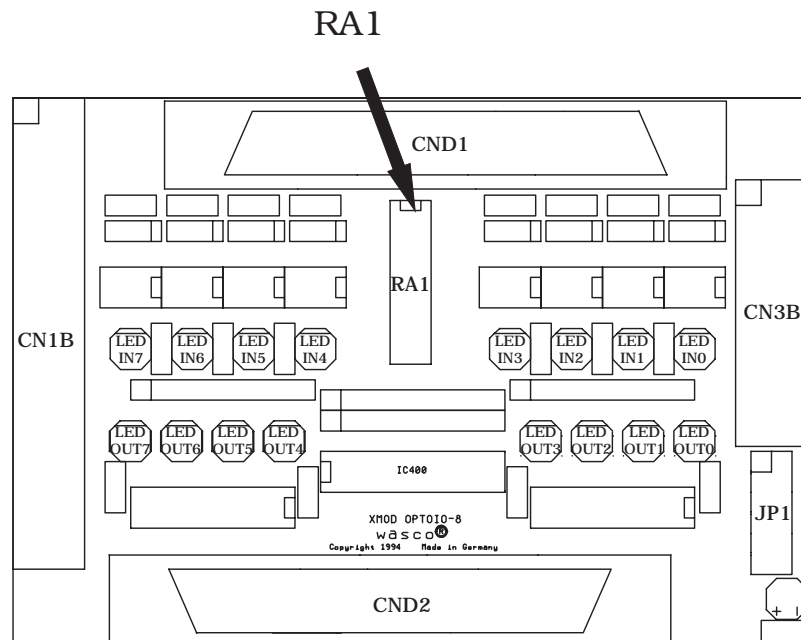 RA1
CND1
RA1
CN1B
CN3B
LED IN7
LED IN6
LED IN5
LED IN4
LED IN3
LED IN2
LED IN1
LED IN0
LED OUT7
LED OUT6
LED OUT5
LED OUT4
LED OUT3
LED OUT2
LED OUT1
LED OUT0
IC400
JP1
XMOD OPTOIO-8
wasco®
Copyright 1994 Made in Germany
CND2
+ -